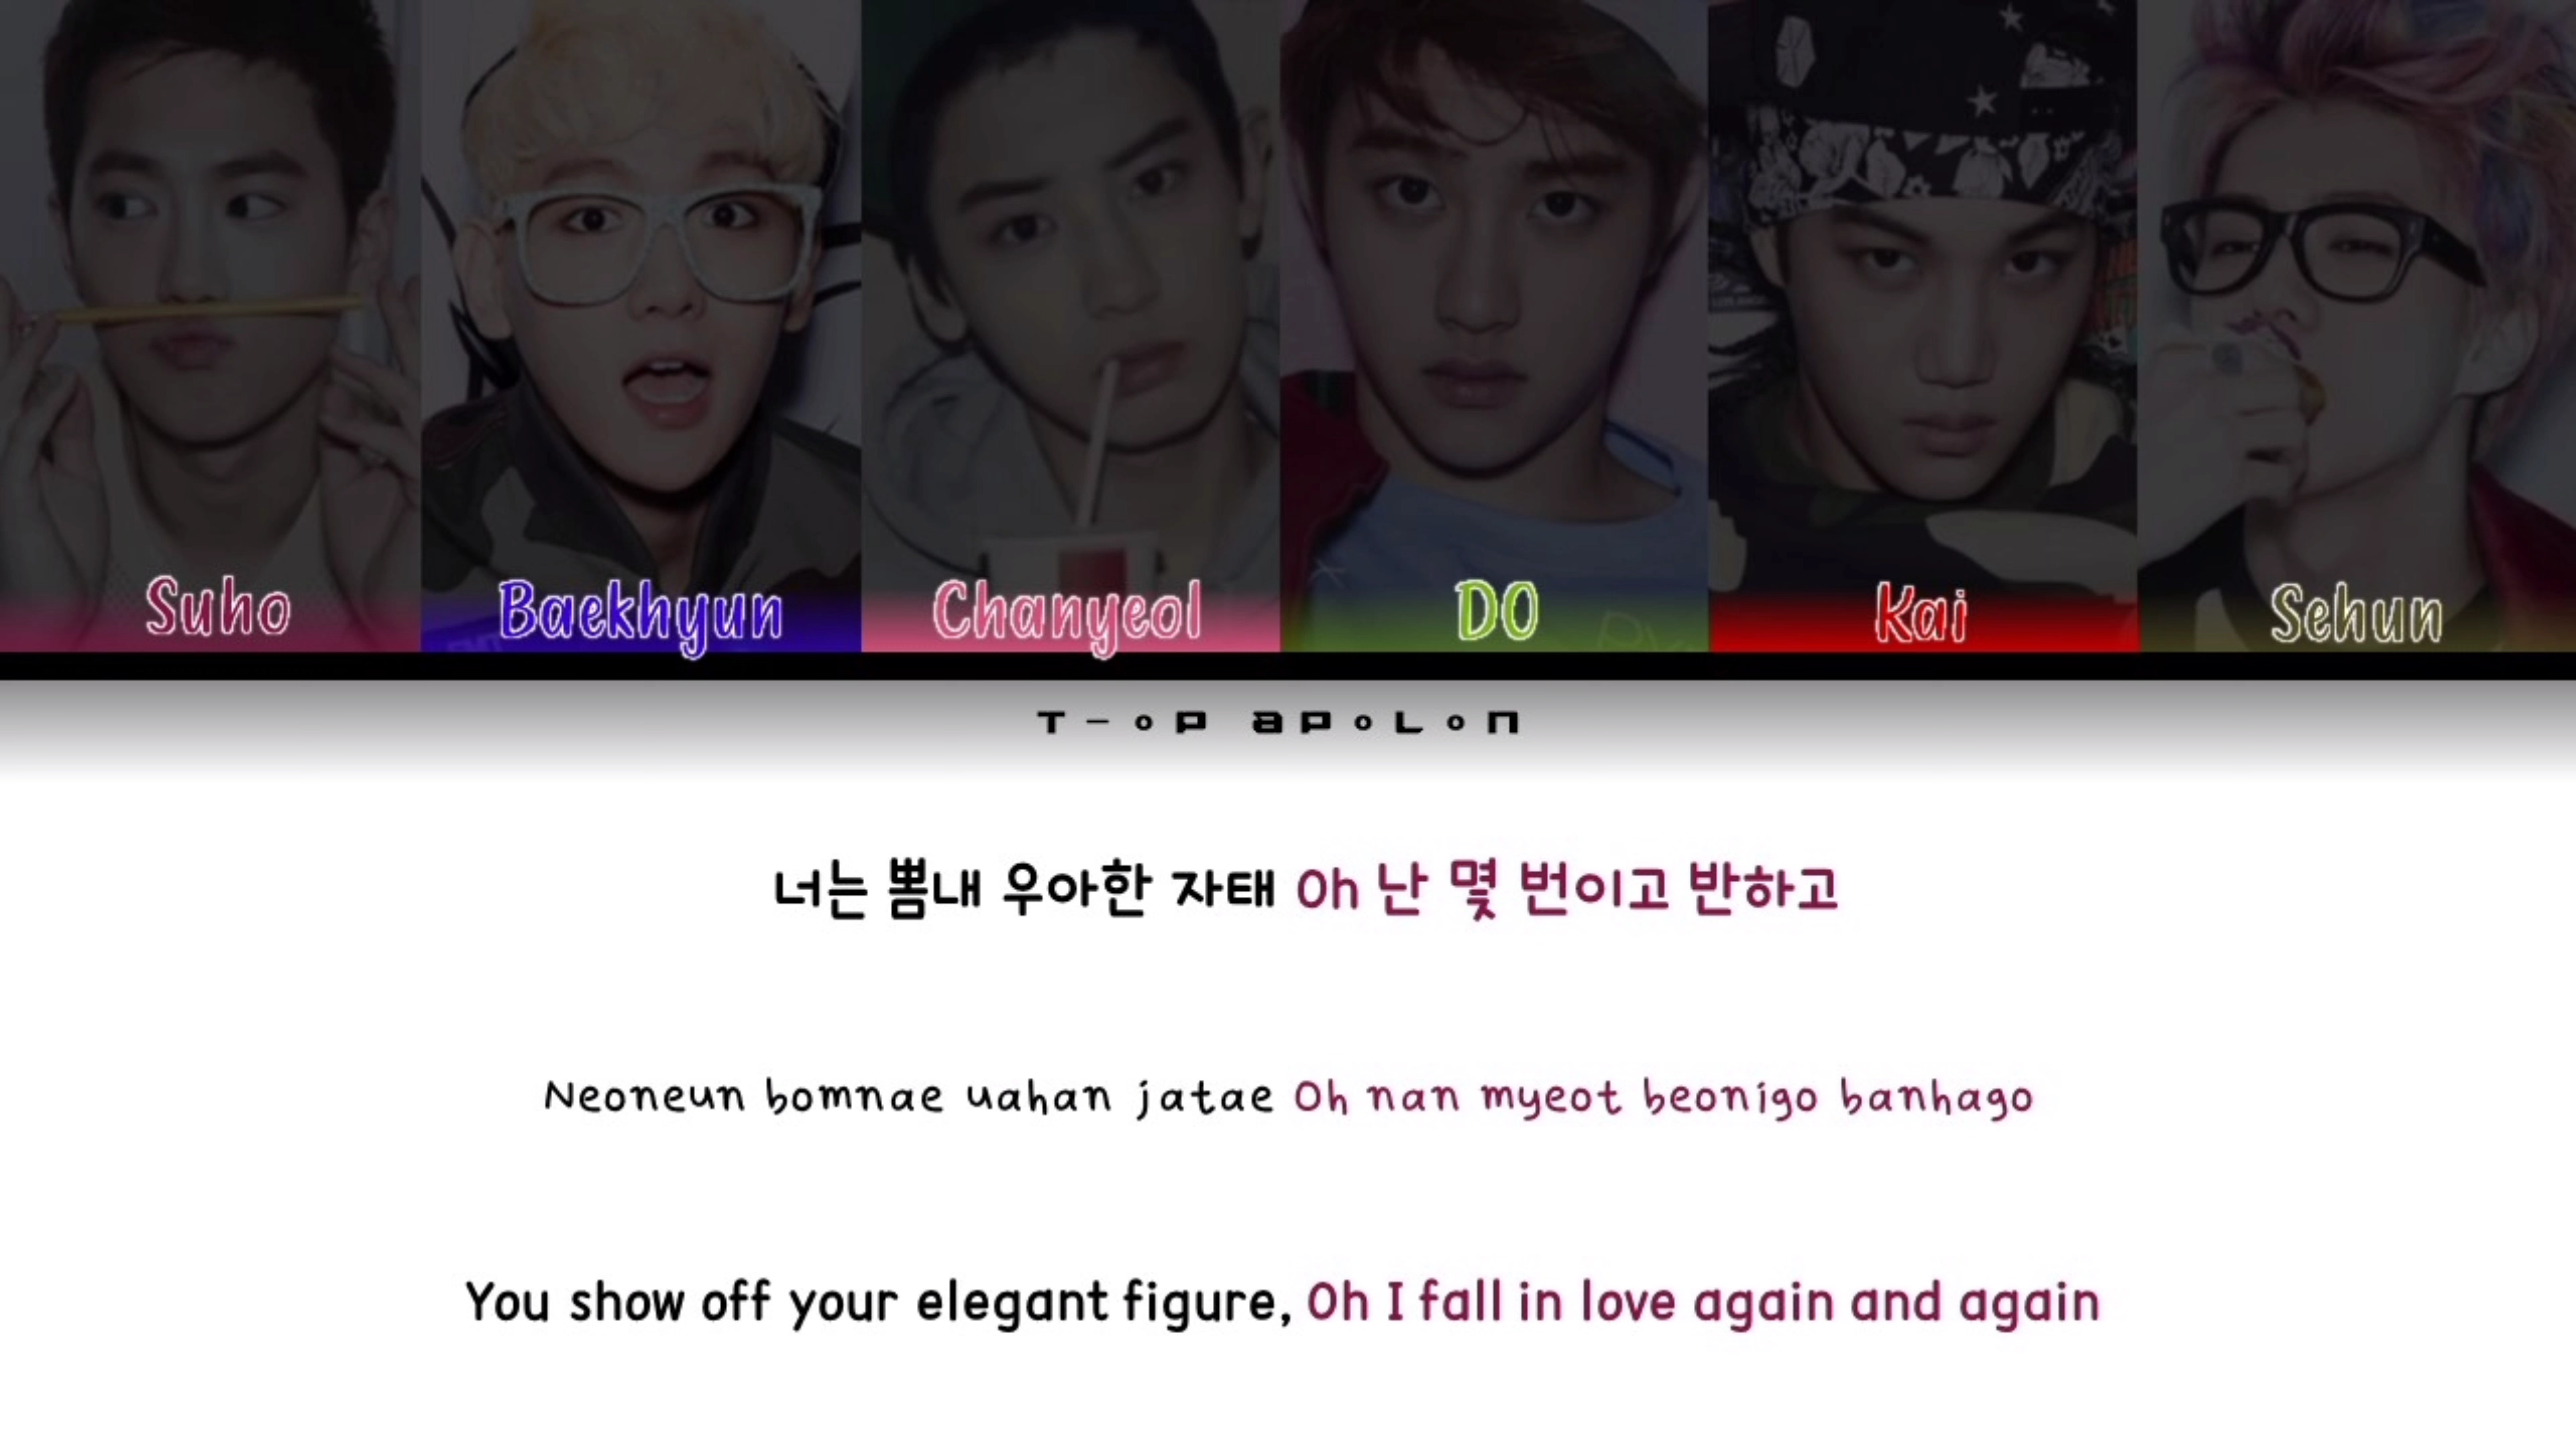 Suho Baekhyun Chanyeol DO Kai Sehun
T-OP APOLON
너는 뽐내 우아한 자태 Oh 난 몇 번이고 반하고
Neoneun bomnae uahan jatae Oh nan myeot beonigo banhago
You show off your elegant figure, Oh I fall in love again and again